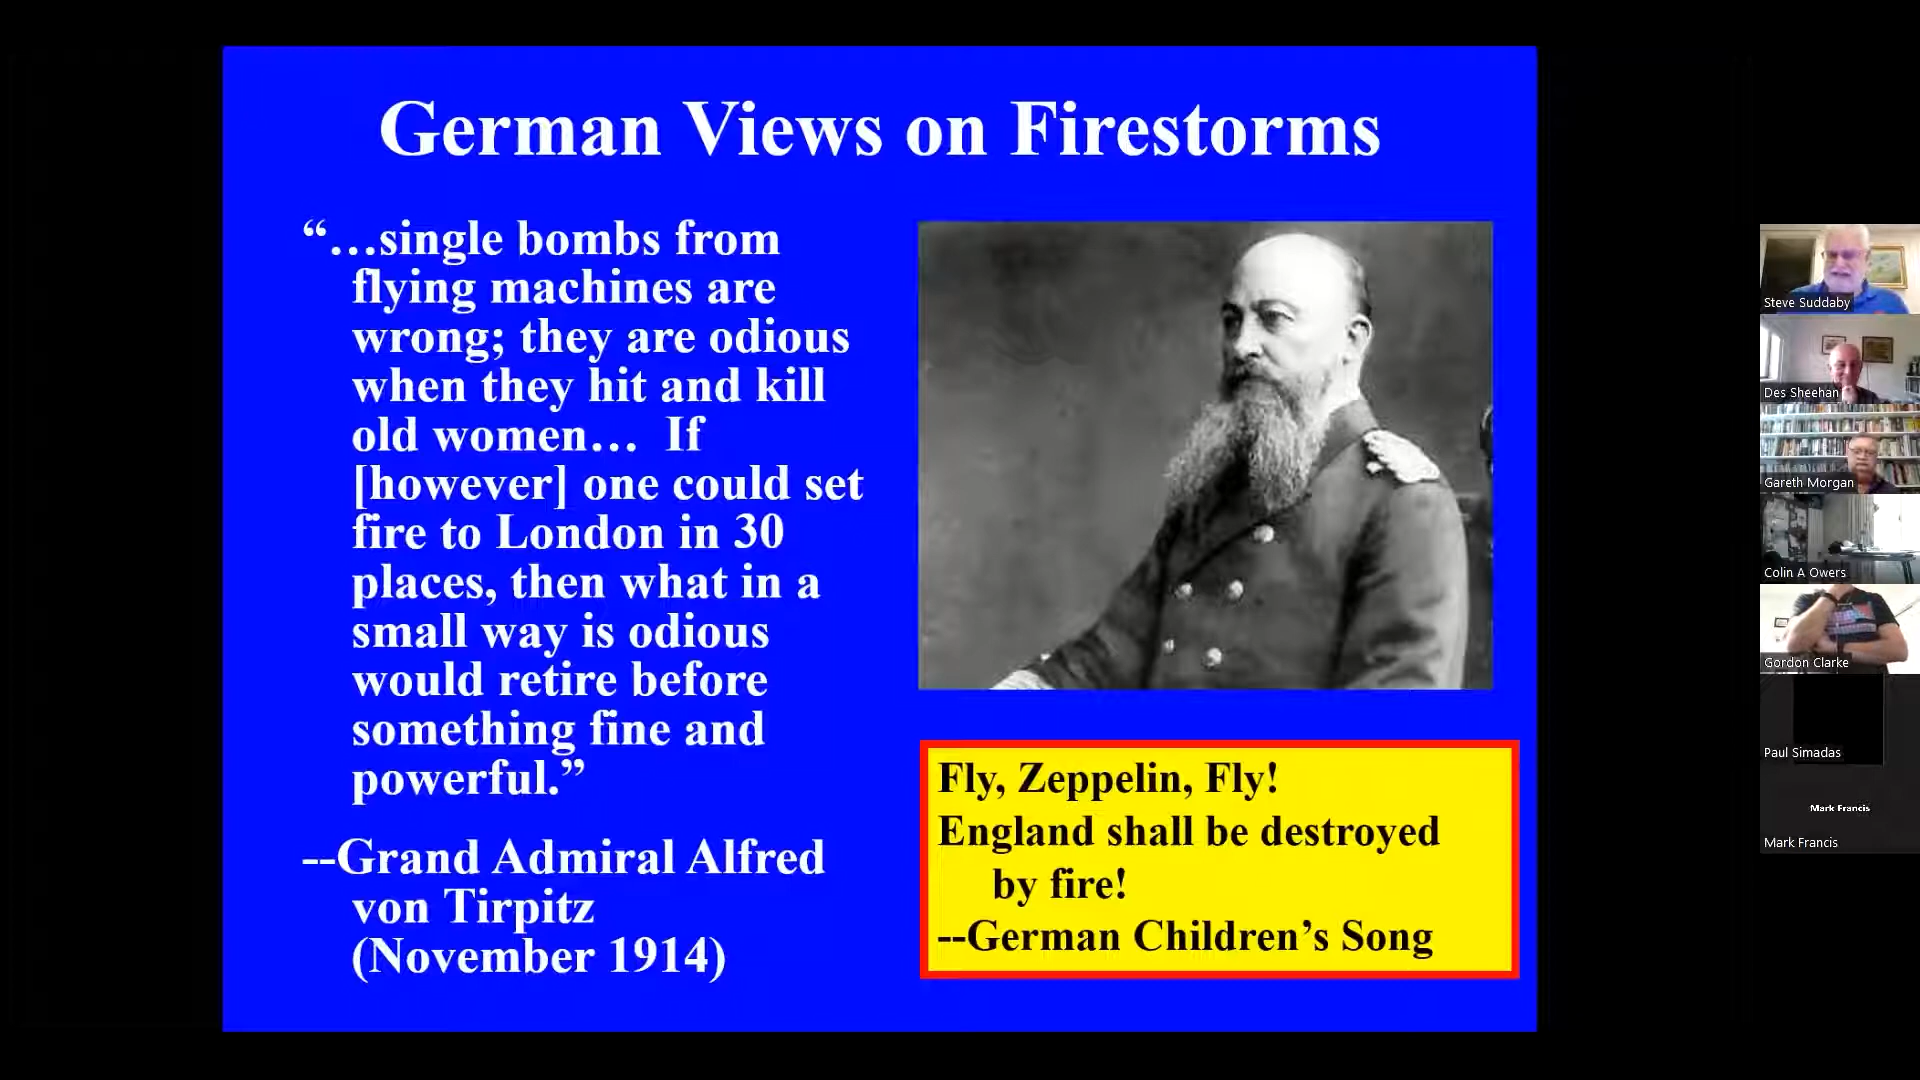 German Views on Firestorms
“…single bombs from
flying machines are
wrong; they are odious
when they hit and kill
old women… If
[however] one could set
fire to London in 30
places, then what in a
small way is odious
would retire before
something fine and
powerful.”
--Grand Admiral Alfred
von Tirpitz
(November 1914)
Fly, Zeppelin, Fly!
England shall be destroyed
by fire!
--German Children’s Song
Steve Suddaby
Des Sheehan
Gareth Morgan
Colin A Owers
Gordon Clarke
Paul Simadas
Mark Francis
Mark Francis